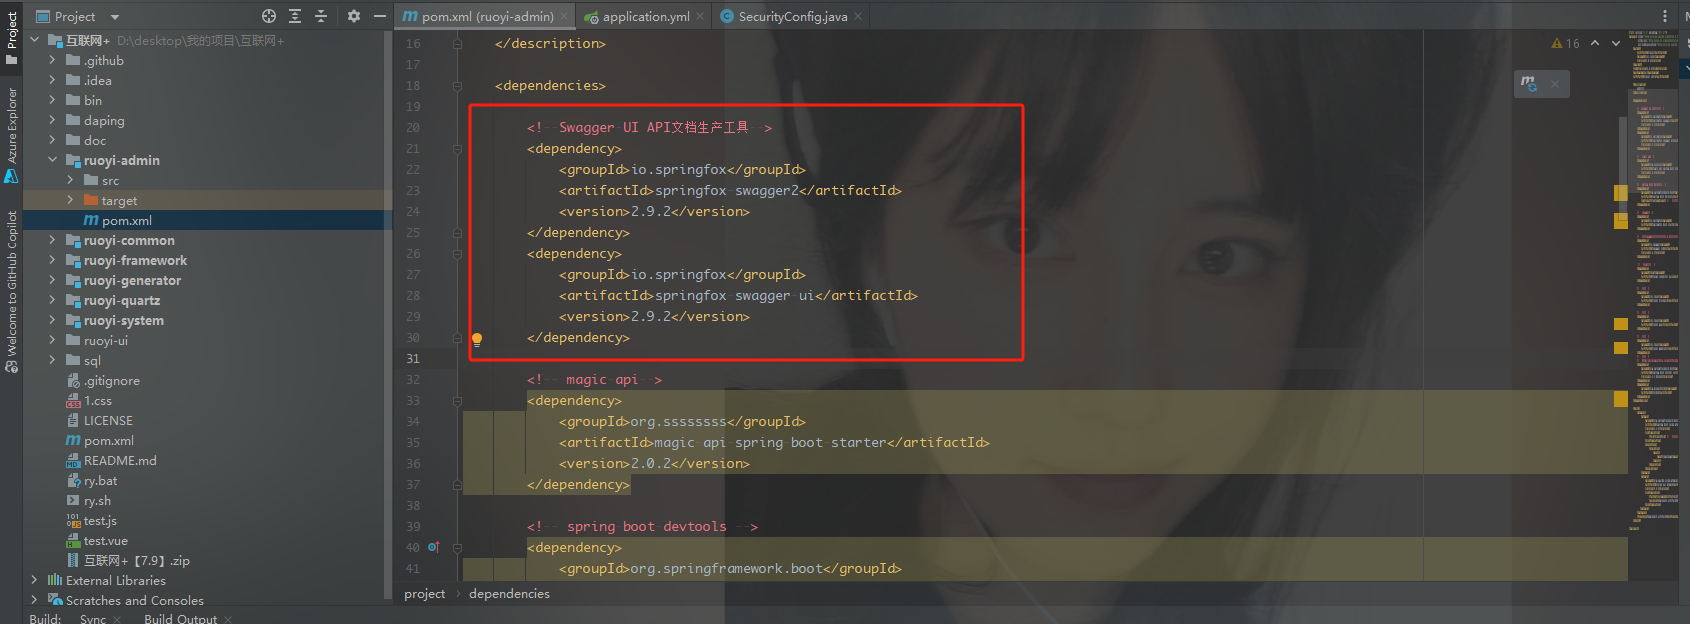 Project
pom.xml (ruoyi-admin)
application.yml
SecurityConfig.java
Project
Azure Explorer
Welcome to GitHub Copilot
互联网+ D:\desktop\我的项目\互联网+
.github
.idea
bin
daping
doc
ruoyi-admin
src
target
pom.xml
ruoyi-common
ruoyi-framework
ruoyi-generator
ruoyi-quartz
ruoyi-system
ruoyi-ui
sql
.gitignore
1.css
LICENSE
pom.xml
README.md
ry.bat
ry.sh
test.js
test.vue
互联网+【7.9】.zip
External Libraries
Scratches and Consoles
16 </description>
17
18 <dependencies>
19
20 <!-- Swagger UI API文档生产工具-->
21 <dependency>
22 <groupId>io.springfox</groupId>
23 <artifactId>springfox-swagger2</artifactId>
24 <version>2.9.2</version>
25 </dependency>
26 <dependency>
27 <groupId>io.springfox</groupId>
28 <artifactId>springfox-swagger-ui</artifactId>
29 <version>2.9.2</version>
30 </dependency>
31
32 <!-- magic api-->
33 <dependency>
34 <groupId>org.ssssssss</groupId>
35 <artifactId>magic-api-spring-boot-starter</artifactId>
36 <version>2.0.2</version>
37 </dependency>
38
39 <!-- spring-boot-devtools -->
40 <dependency>
41 <groupId>org.springframework.boot</groupId>
16
project › dependencies
Build: Sync Build Output